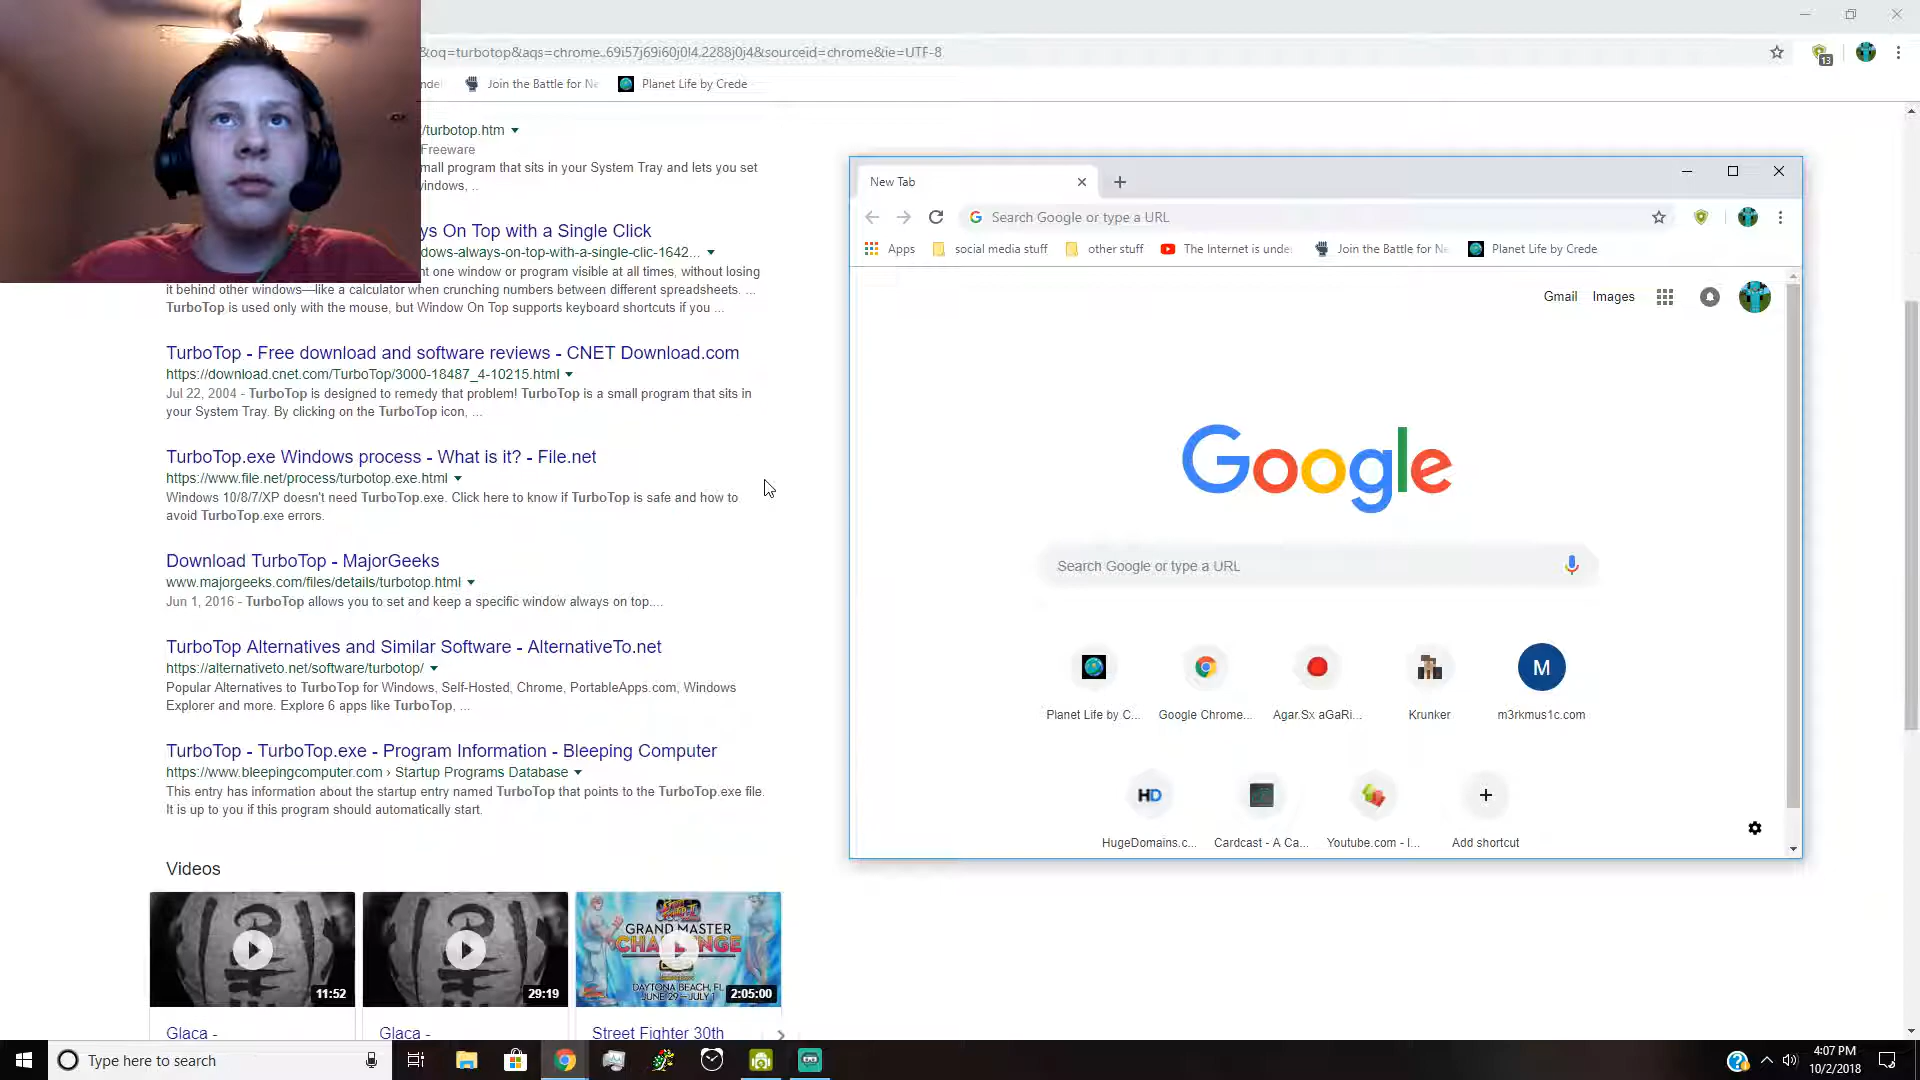 &oq=turbotop&aqs=chrome..69i57j69i60j0l4.2288j0j4&sourceid=chrome&ie=UTF-8
13
Join the Battle for Ne
Planet Life by Crede
/turbotop.htm
Freeware
mall program that sits in your System Tray and lets you set
indows, ..
ys On Top with a Single Click
dows-always-on-top-with-a-single-clic-1642...
nt one window or program visible at all times, without losing
it behind other windows—like a calculator when crunching numbers between different spreadsheets. ...
TurboTop is used only with the mouse, but Window On Top supports keyboard shortcuts if you ...
TurboTop - Free download and software reviews - CNET Download.com
https://download.cnet.com/TurboTop/3000-18487_4-10215.html
Jul 22, 2004 - TurboTop is designed to remedy that problem! TurboTop is a small program that sits in
your System Tray. By clicking on the TurboTop icon, ...
TurboTop.exe Windows process - What is it? - File.net
https://www.file.net/process/turbotop.exe.html
Windows 10/8/7/XP doesn't need TurboTop.exe. Click here to know if TurboTop is safe and how to
avoid TurboTop.exe errors.
Download TurboTop - MajorGeeks
www.majorgeeks.com/files/details/turbotop.html
Jun 1, 2016 - TurboTop allows you to set and keep a specific window always on top....
TurboTop Alternatives and Similar Software - AlternativeTo.net
https://alternativeto.net/software/turbotop/
Popular Alternatives to TurboTop for Windows, Self-Hosted, Chrome, PortableApps.com, Windows
Explorer and more. Explore 6 apps like TurboTop, ...
TurboTop - TurboTop.exe - Program Information - Bleeping Computer
https://www.bleepingcomputer.com › Startup Programs Database
This entry has information about the startup entry named TurboTop that points to the TurboTop.exe file.
It is up to you if this program should automatically start.
Videos
11:52
29:19
GRAND MASTER
CHALLENGE
DAYTONA BEACH, FL
JUNE 29–JULY 1
2:05:00
Glaca -
Glaca -
Street Fighter 30th
New Tab
Search Google or type a URL
Apps
social media stuff
other stuff
The Internet is unde
Join the Battle for Ne
Planet Life by Crede
Gmail
Images
Google
Search Google or type a URL
M
Planet Life by C...
Google Chrome...
Agar.Sx aGaRi...
Krunker
m3rkmus1c.com
HD
HugeDomains.c...
Cardcast - A Ca...
Youtube.com - I...
Add shortcut
Type here to search
4:07 PM
10/2/2018